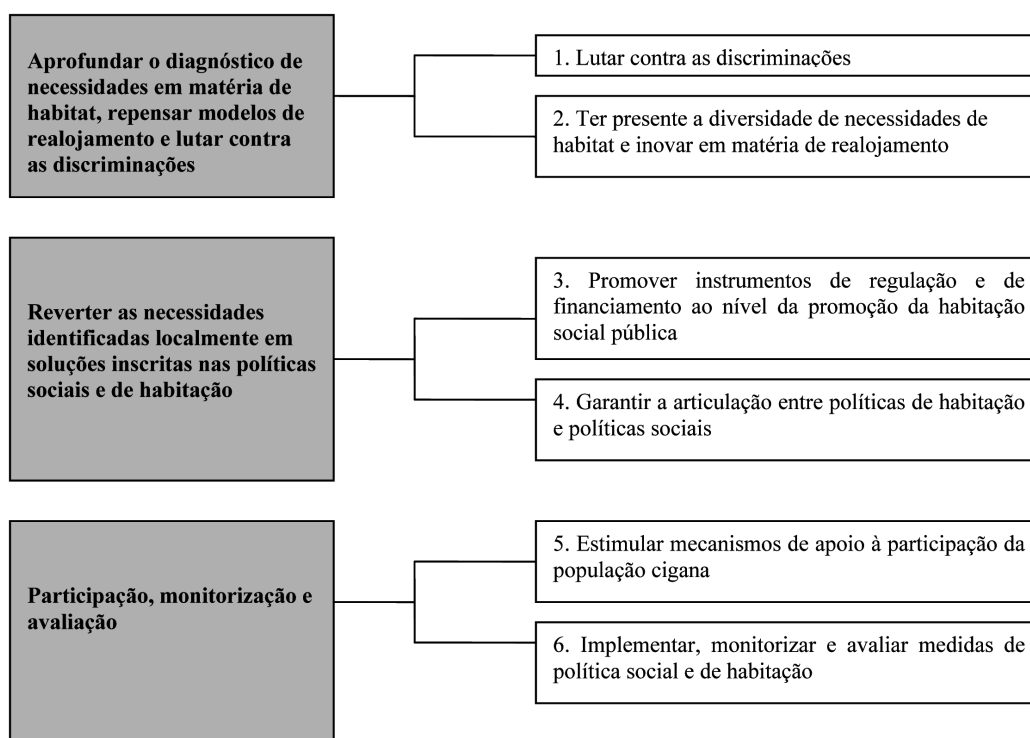 Aprofundar o diagnóstico de
necessidades em matéria de
habitat, repensar modelos de
realojamento e lutar contra
as discriminações
1. Lutar contra as discriminações
2. Ter presente a diversidade de necessidades de
habitat e inovar em matéria de realojamento
Reverter as necessidades
identificadas localmente em
soluções inscritas nas políticas
sociais e de habitação
3. Promover instrumentos de regulação e de
financiamento ao nível da promoção da habitação
social pública
4. Garantir a articulação entre políticas de habitação
e políticas sociais
Participação, monitorização e
avaliação
5. Estimular mecanismos de apoio à participação da
população cigana
6. Implementar, monitorizar e avaliar medidas de
política social e de habitação